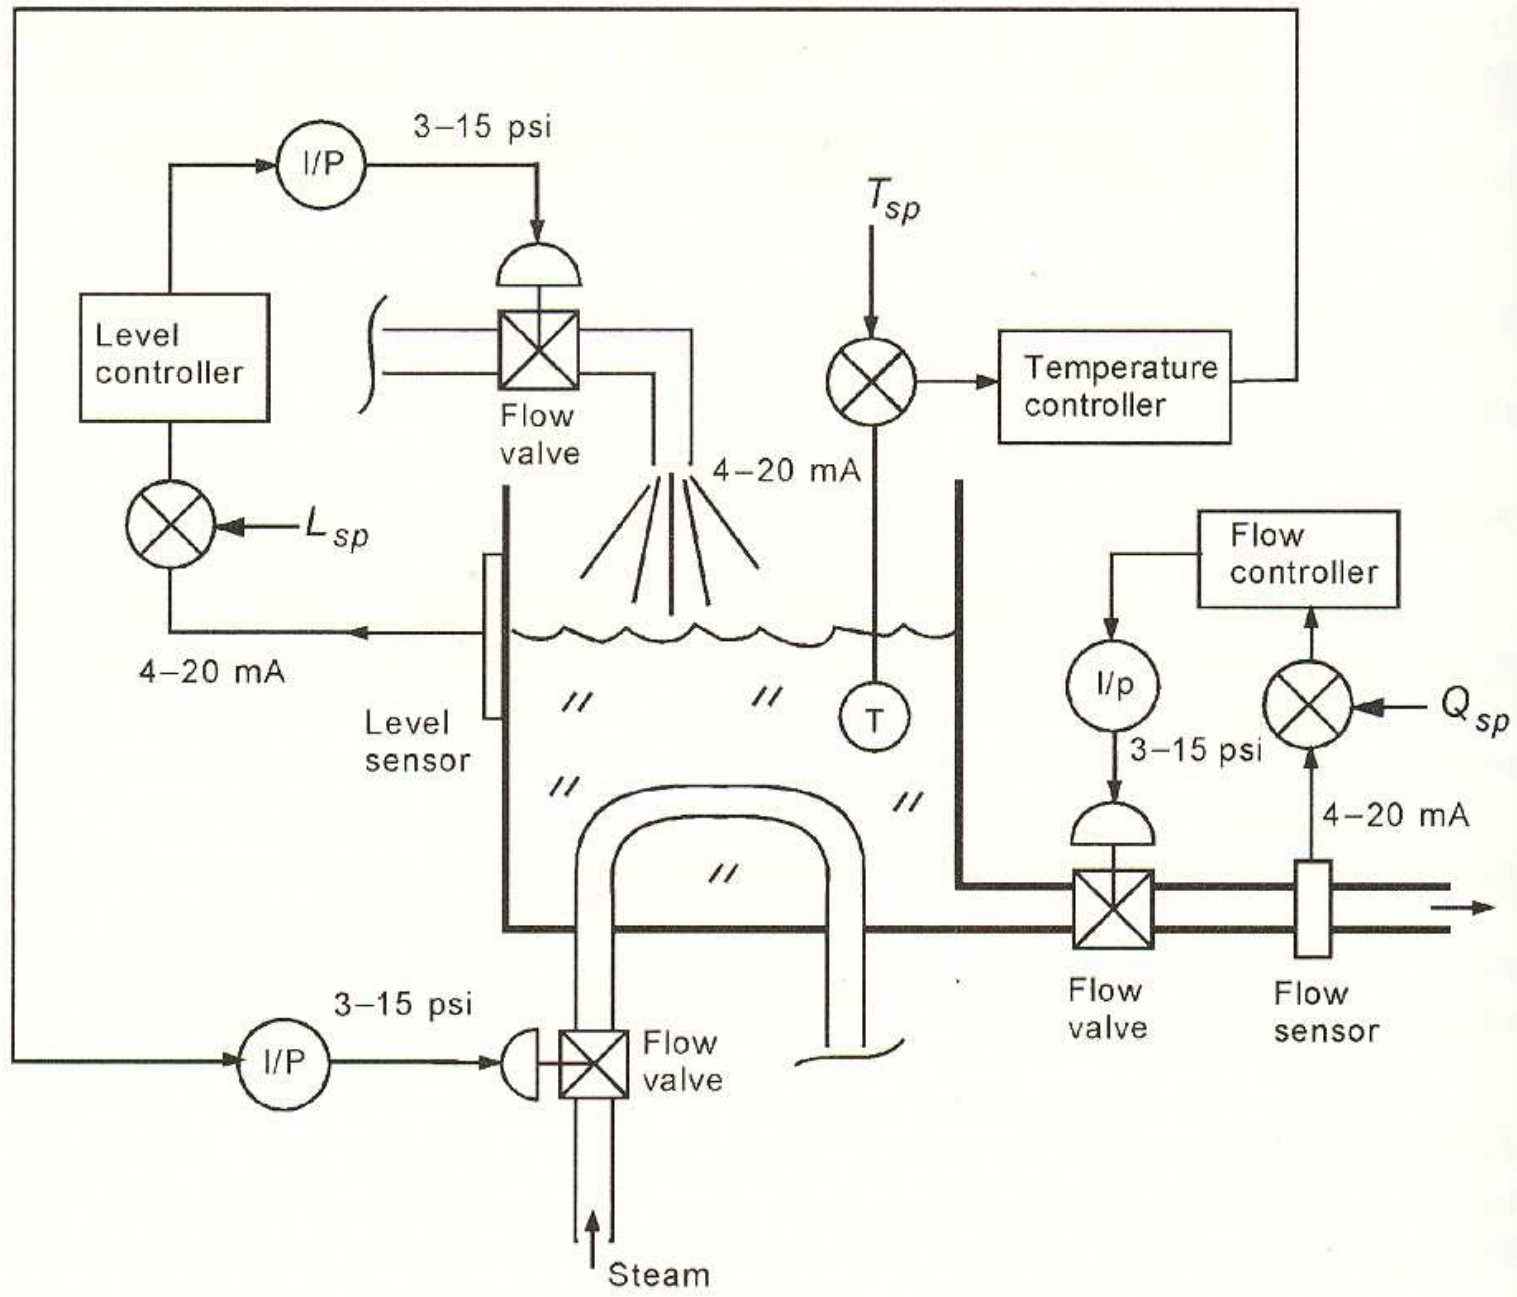 3–15 psi
I/P
T_sp
Level
controller
Temperature
controller
Flow
valve
4–20 mA
L_sp
Flow
controller
4–20 mA
I/p
Q_sp
Level
sensor
T
3–15 psi
4–20 mA
Flow
valve
Flow
sensor
3–15 psi
I/P
Flow
valve
Steam